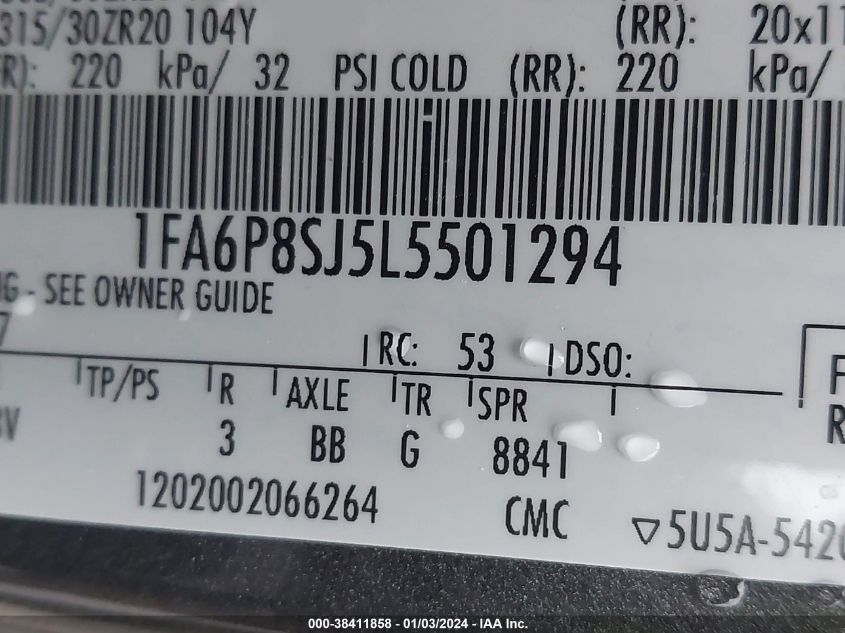 315/30ZR20 104Y (RR): 20x11
220 kPa/ 32 PSI COLD (RR): 220 kPa/
1FA6P8SJ5L5501294
- SEE OWNER GUIDE
RC: 53 DSO:
TP/PS R AXLE TR SPR
3 BB G 8841
1202002066264 CMC 5U5A-5420
000-38411858 - 01/03/2024 - IAA Inc.